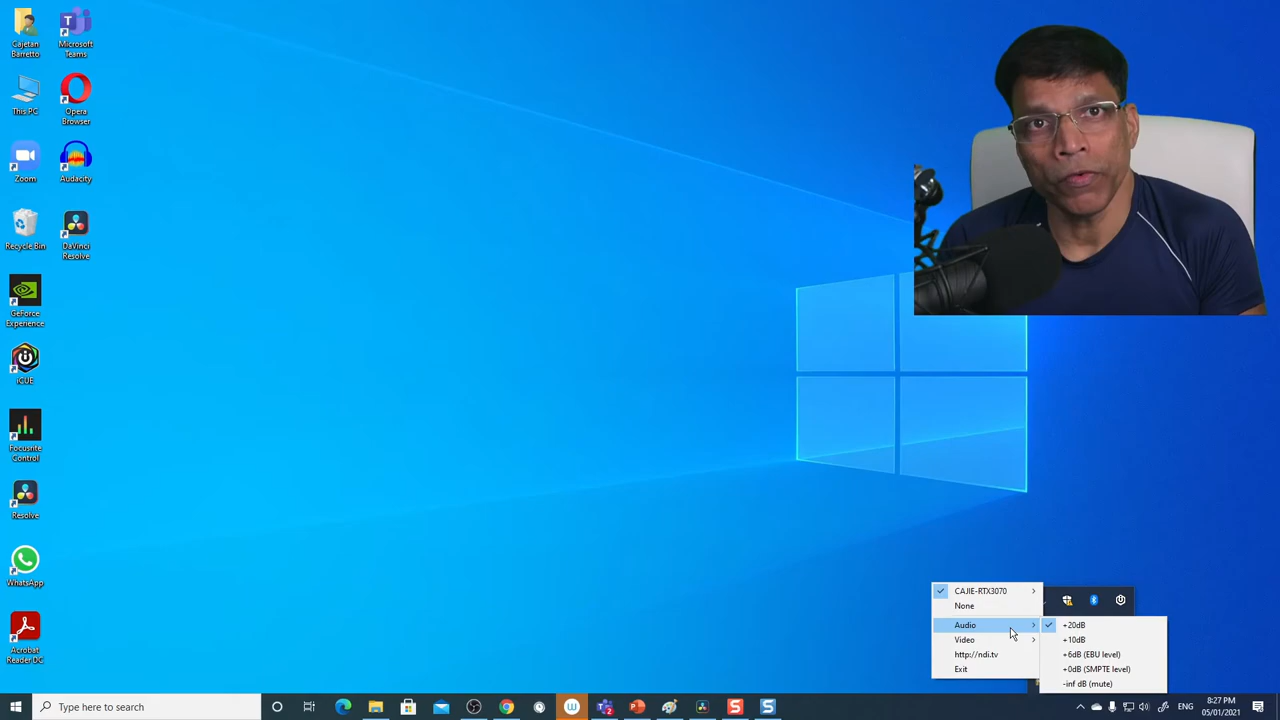 Cajetan
Barretto
Microsoft
Teams
This PC
Opera
Browser
Zoom
Audacity
Recycle Bin
DaVinci
Resolve
GeForce
Experience
iCUE
Focusrite
Control
Resolve
WhatsApp
Acrobat
Reader DC
CAJIE-RTX3070
None
Audio
Video
http://ndi.tv
Exit
+20dB
+10dB
+6dB (EBU level)
+0dB (SMPTE level)
-inf dB (mute)
Type here to search
ENG
8:27 PM
05/01/2021